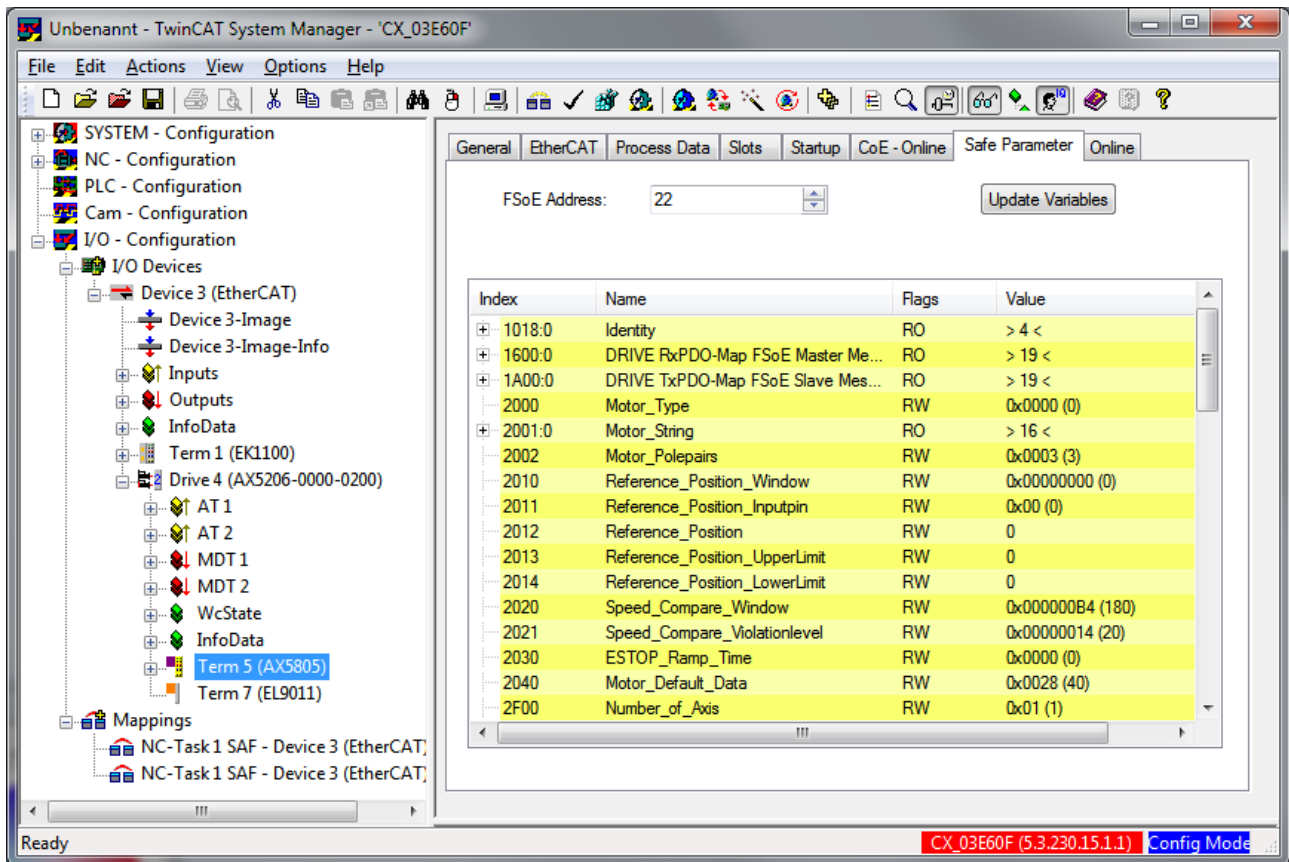 Unbenannt - TwinCAT System Manager - 'CX_03E60F'
File Edit Actions View Options Help
SYSTEM - Configuration
NC - Configuration
PLC - Configuration
Cam - Configuration
I/O - Configuration
I/O Devices
Device 3 (EtherCAT)
Device 3-Image
Device 3-Image-Info
Inputs
Outputs
InfoData
Term 1 (EK1100)
Drive 4 (AX5206-0000-0200)
AT 1
AT 2
MDT 1
MDT 2
WcState
InfoData
Term 5 (AX5805)
Term 7 (EL9011)
Mappings
NC-Task 1 SAF - Device 3 (EtherCAT)
NC-Task 1 SAF - Device 3 (EtherCAT)
General EtherCAT Process Data Slots Startup CoE - Online Safe Parameter Online
FSoE Address: 22 Update Variables
Index Name Flags Value
1018:0 Identity RO > 4 <
1600:0 DRIVE RxPDO-Map FSoE Master Me... RO > 19 <
1A00:0 DRIVE TxPDO-Map FSoE Slave Mes... RO > 19 <
2000 Motor_Type RW 0x0000 (0)
2001:0 Motor_String RO > 16 <
2002 Motor_Polepairs RW 0x0003 (3)
2010 Reference_Position_Window RW 0x00000000 (0)
2011 Reference_Position_Inputpin RW 0x00 (0)
2012 Reference_Position RW 0
2013 Reference_Position_UpperLimit RW 0
2014 Reference_Position_LowerLimit RW 0
2020 Speed_Compare_Window RW 0x000000B4 (180)
2021 Speed_Compare_Violationlevel RW 0x00000014 (20)
2030 ESTOP_Ramp_Time RW 0x0000 (0)
2040 Motor_Default_Data RW 0x0028 (40)
2F00 Number_of_Axis RW 0x01 (1)
Ready CX_03E60F (5.3.230.15.1.1) Config Mode